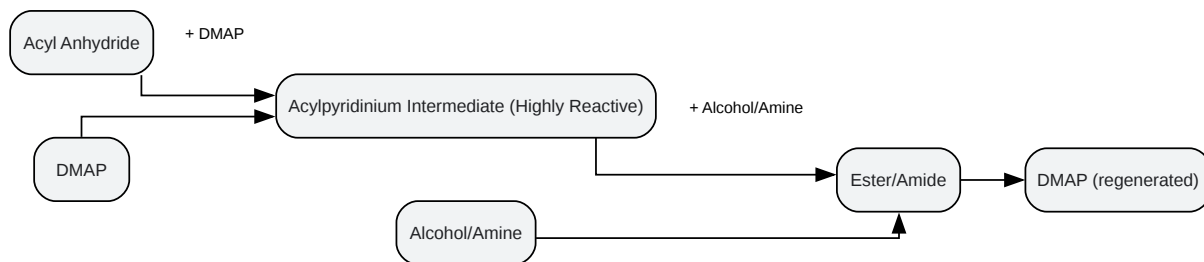 Acyl Anhydride
+ DMAP
Acylpyridinium Intermediate (Highly Reactive)
+ Alcohol/Amine
DMAP
Ester/Amide
DMAP (regenerated)
Alcohol/Amine